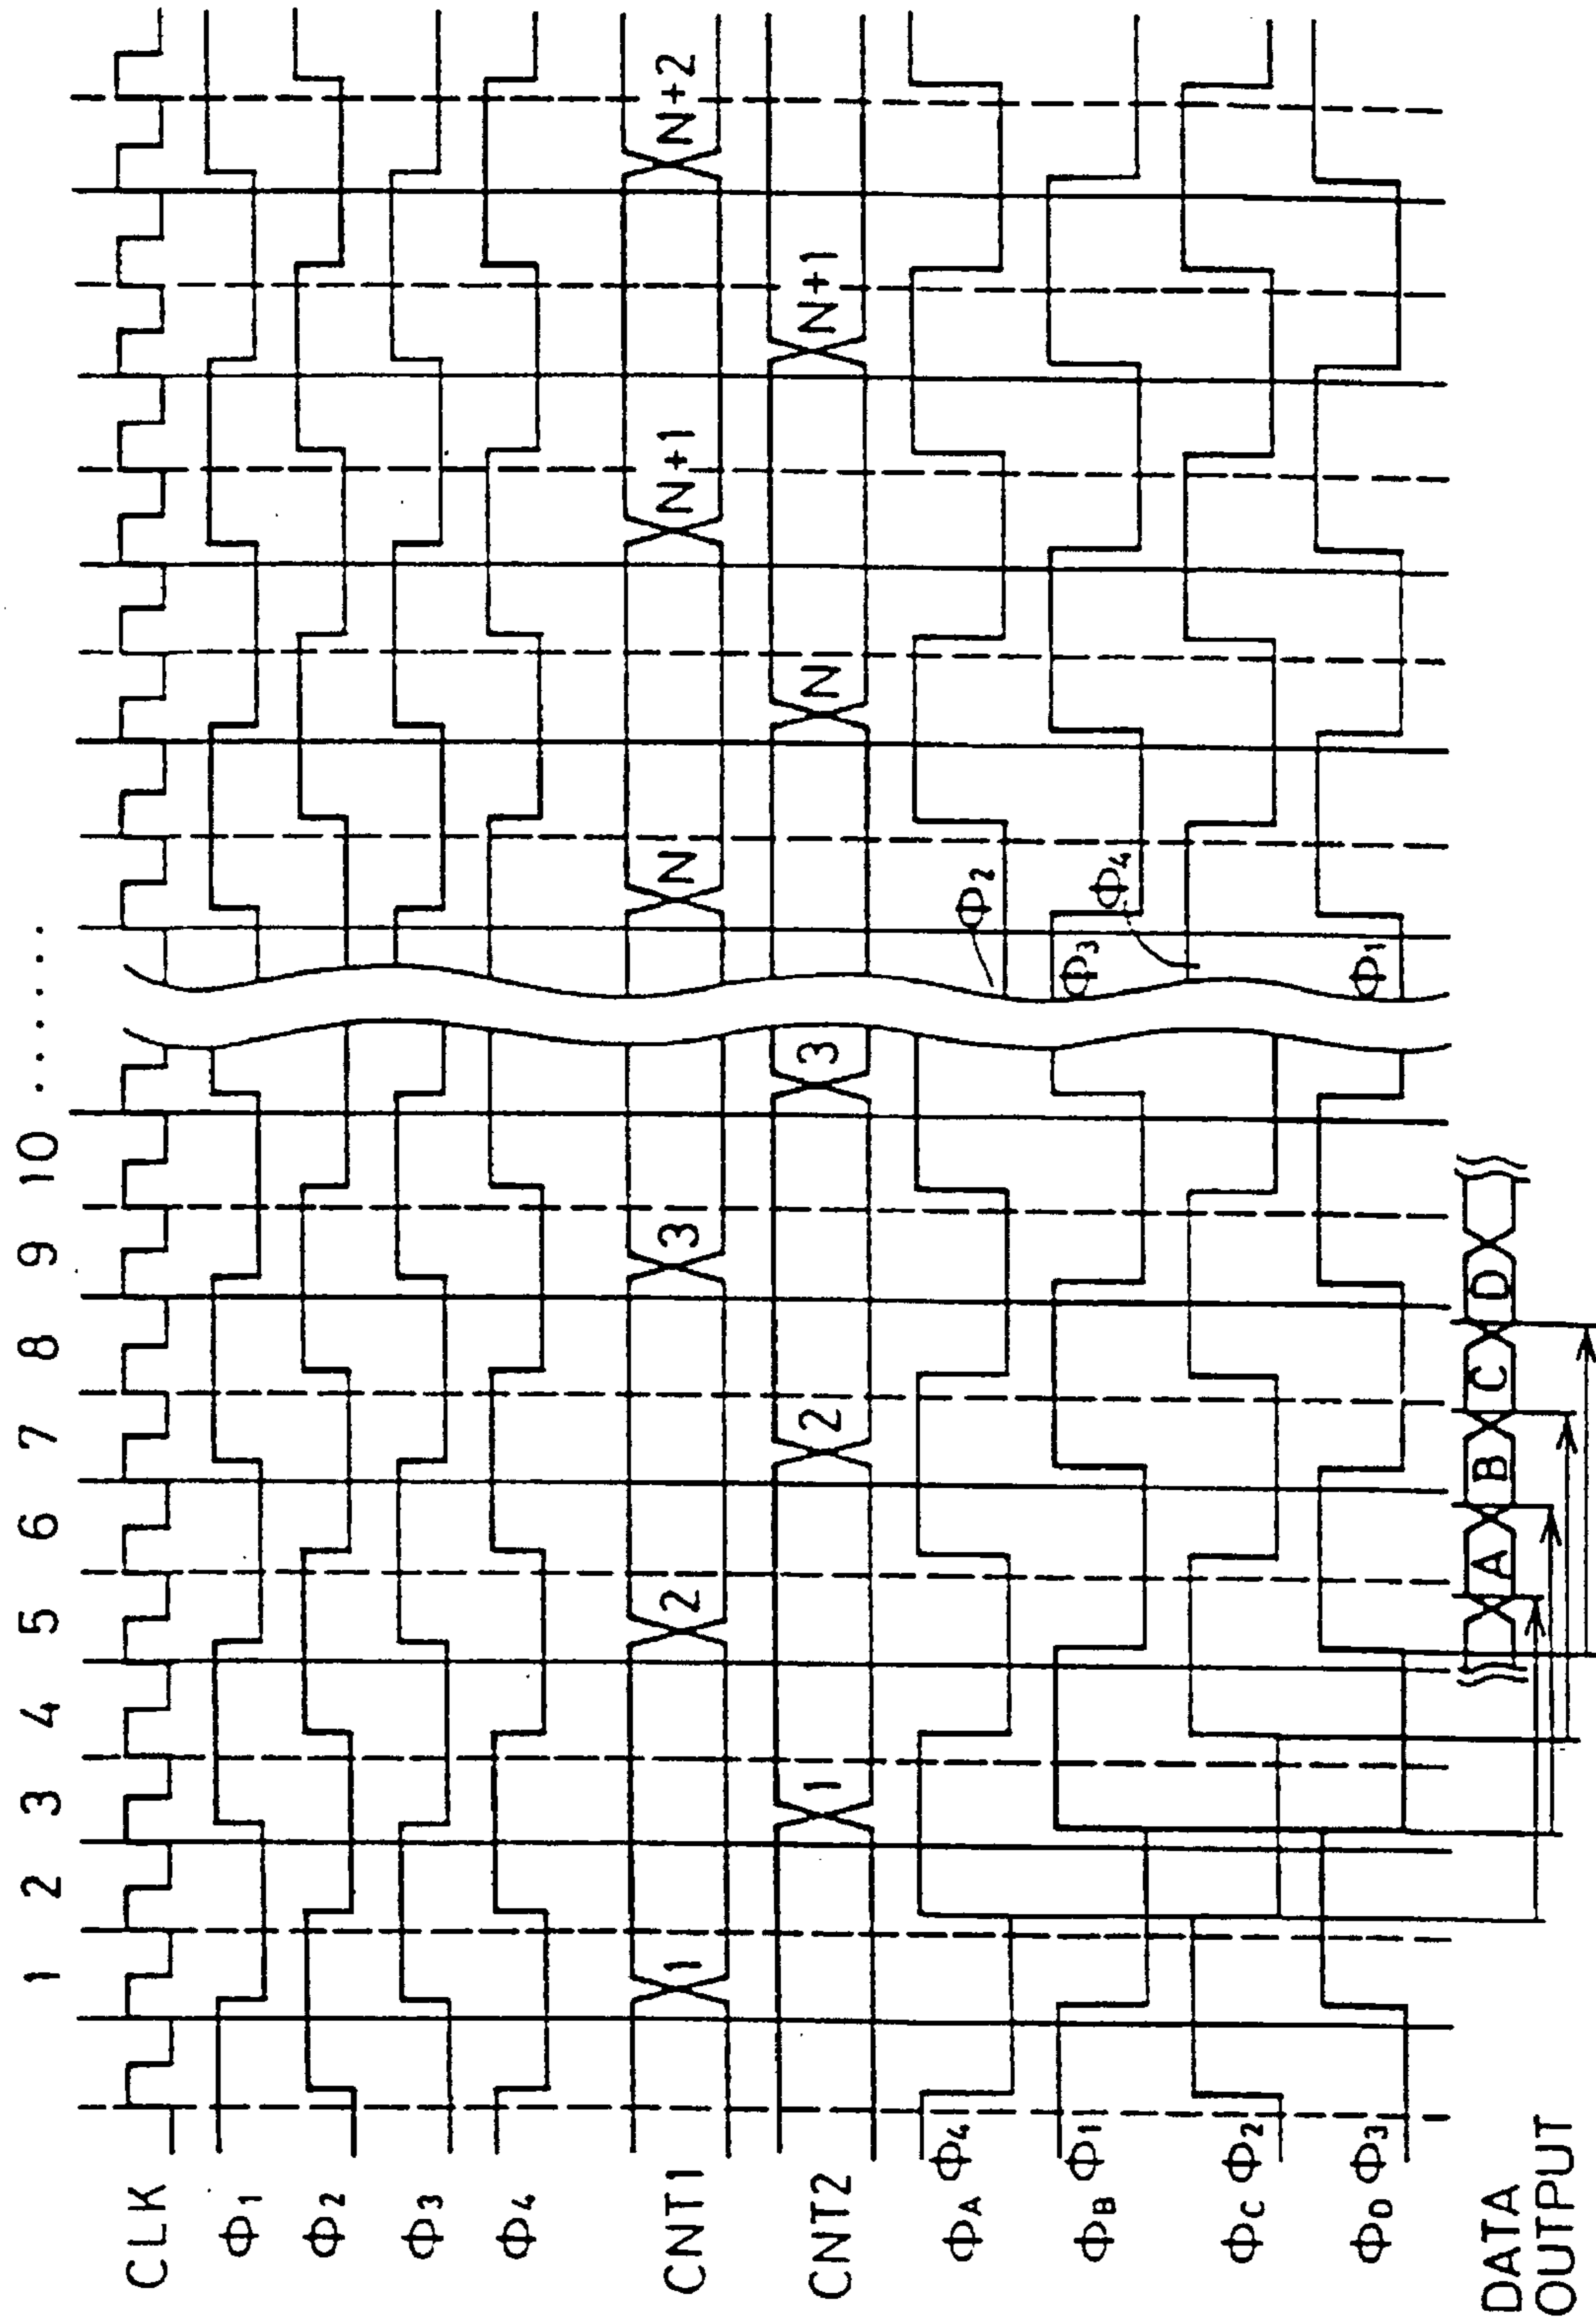 1 2 3 4 5 6 7 8 9 10 ......
CLK
Φ1
Φ2
Φ3
Φ4
CNT1 1 2 3 N N+1 N+2
CNT2 1 2 3 N N+1
ΦA Φ4 Φ2
ΦB Φ1 Φ3
ΦC Φ2 Φ4
ΦD Φ3 Φ1
DATA
OUTPUT A B C D